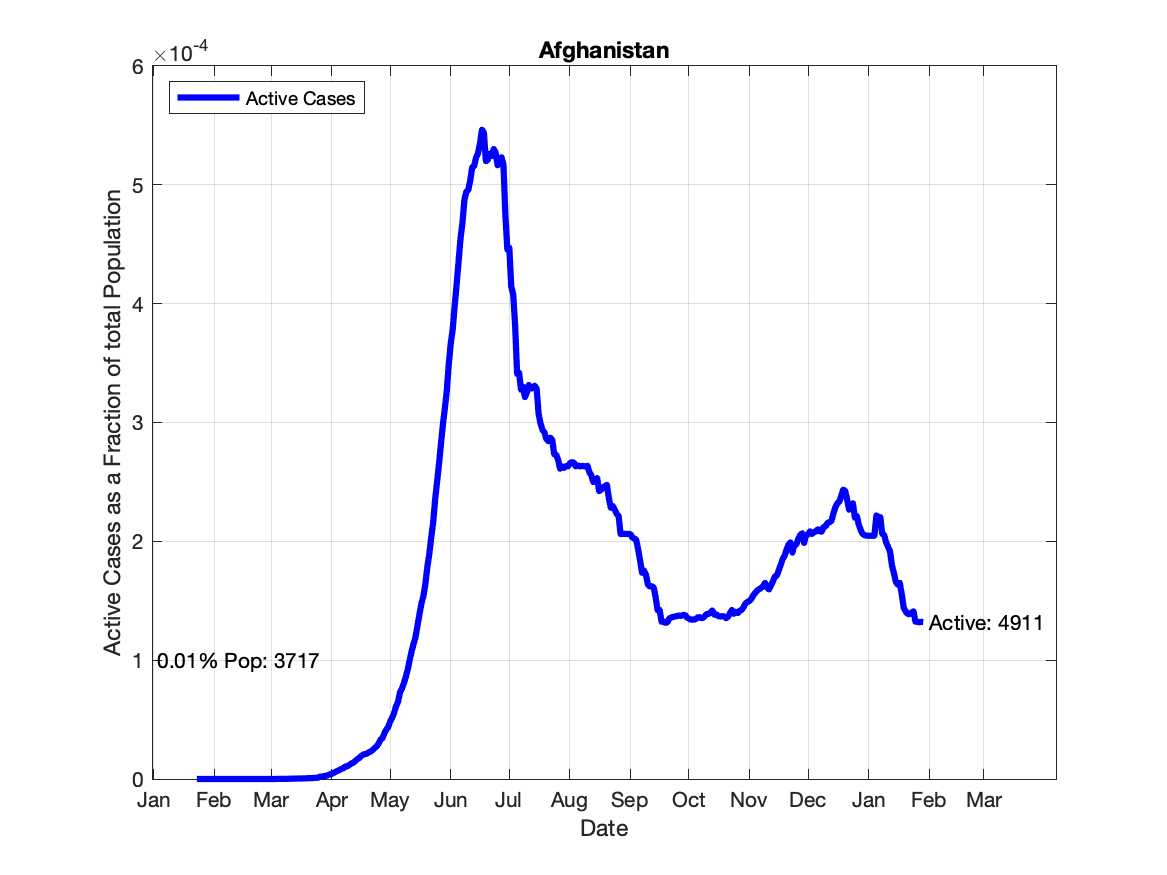 Afghanistan
×10-4
Active Cases
6
5
4
3
2
1
0
Active Cases as a Fraction of total Population
0.01% Pop: 3717
Active: 4911
Jan Feb Mar Apr May Jun Jul Aug Sep Oct Nov Dec Jan Feb Mar
Date